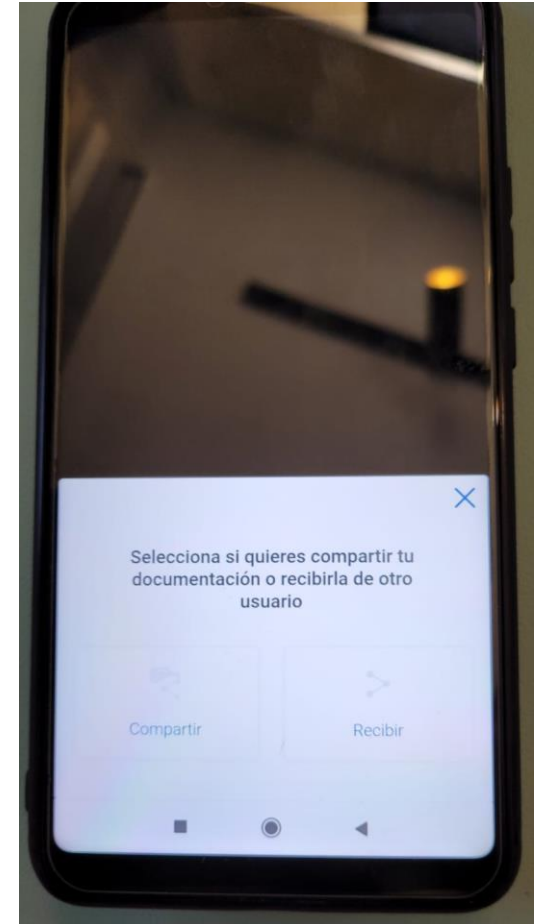 Selecciona si quieres compartir tu
documentación o recibirla de otro
usuario
Compartir
Recibir